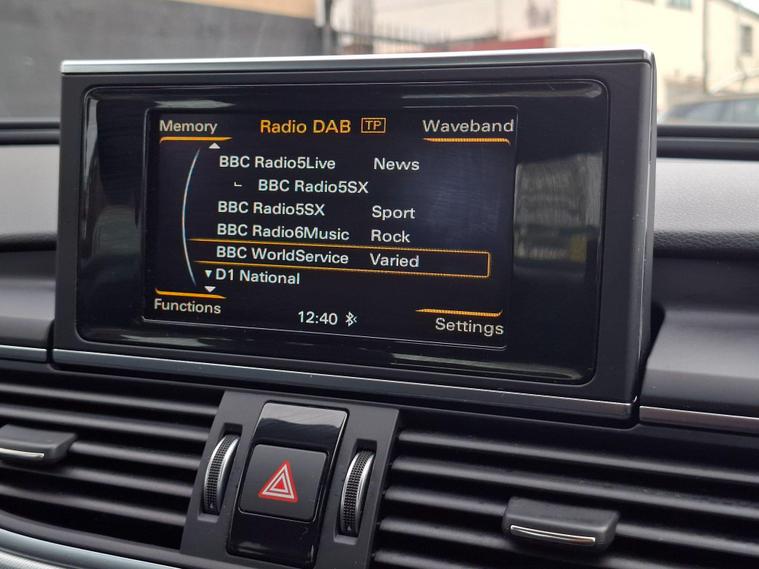 Memory Radio DAB TP Waveband
BBC Radio5Live News
BBC Radio5SX
BBC Radio5SX Sport
BBC Radio6Music Rock
BBC WorldService Varied
D1 National
Functions 12:40 Settings